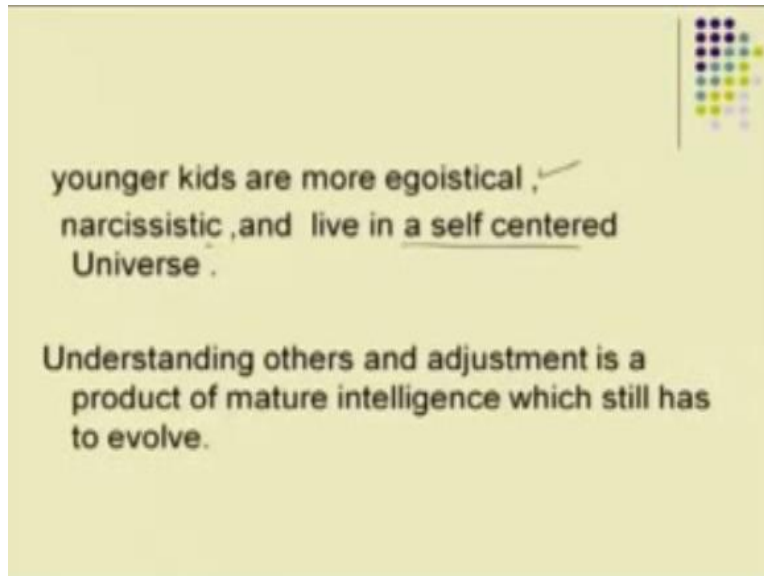 younger kids are more egoistical ,
narcissistic ,and live in a self centered
Universe .
Understanding others and adjustment is a
product of mature intelligence which still has
to evolve.